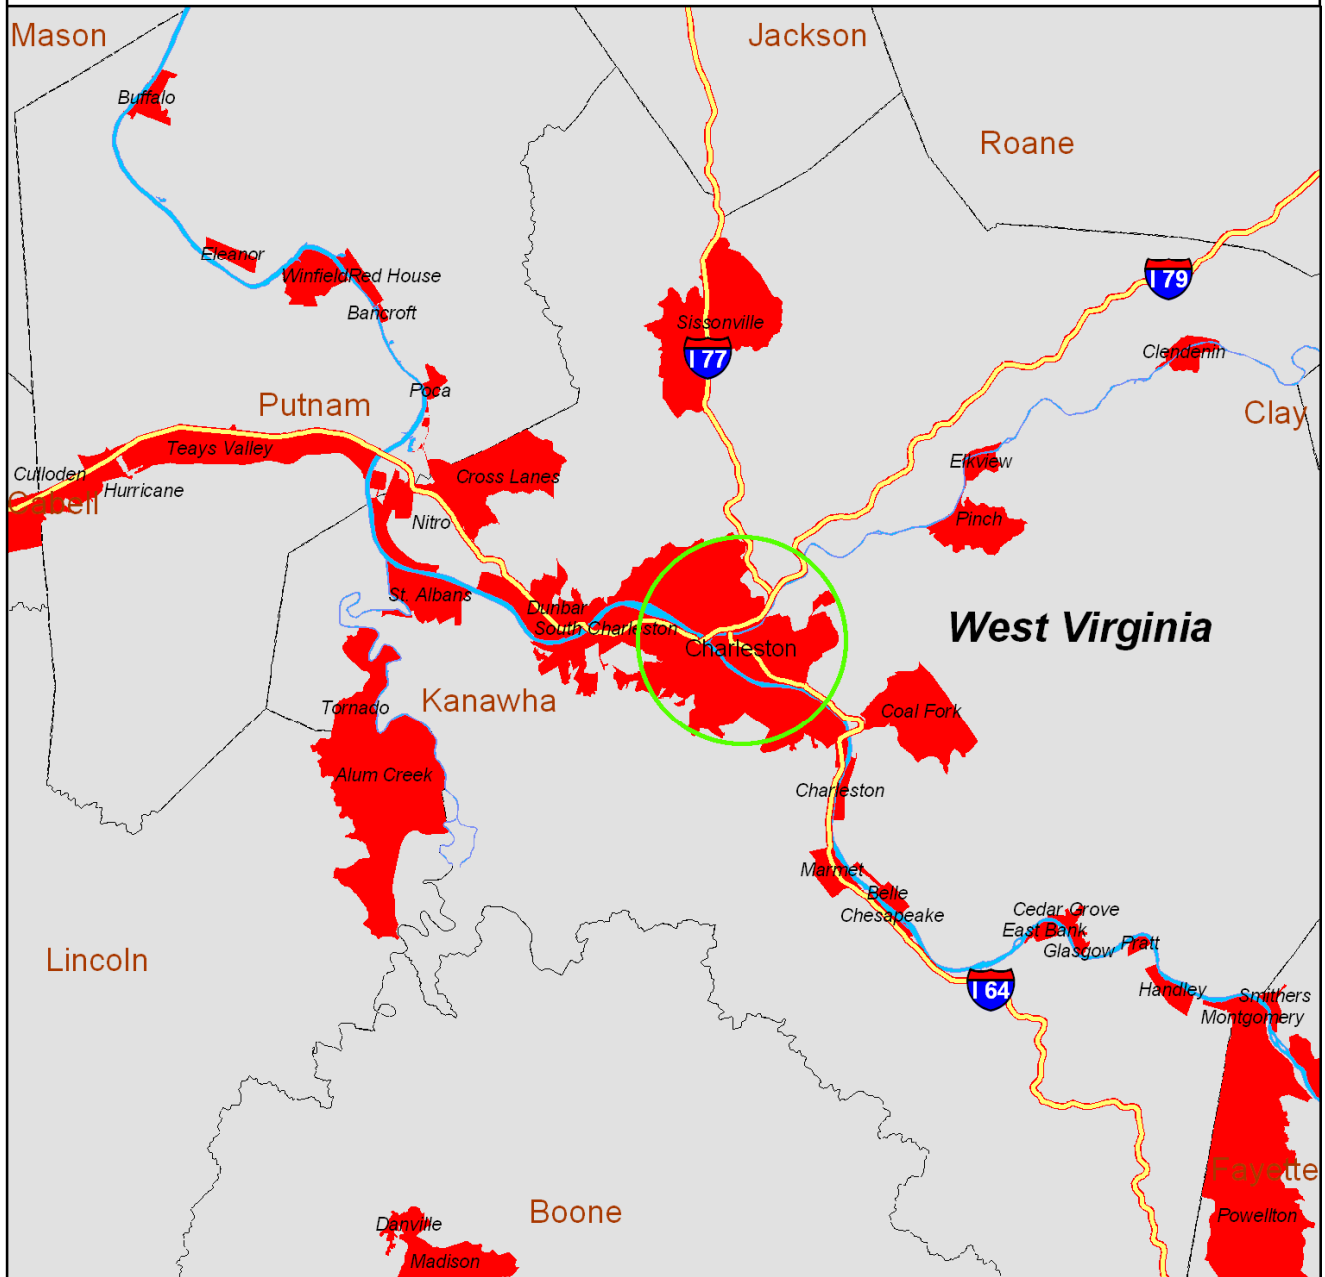 Mason
Jackson
Buffalo
Roane
Eleanor
Winfield
Red House
I 79
Bancroft
Sissonville
I 77
Clendenin
Poca
Putnam
Clay
Teays Valley
Culloden
Cross Lanes
Elkview
Hurricane
Cabell
Nitro
Pinch
St. Albans
Dunbar
South Charleston
West Virginia
Charleston
Kanawha
Tornado
Coal Fork
Alum Creek
Charleston
Marmet
Belle
Chesapeake
Cedar Grove
East Bank
Glasgow
Pratt
Lincoln
Handley
I 64
Smithers
Montgomery
Fayette
Boone
Powellton
Danville
Madison